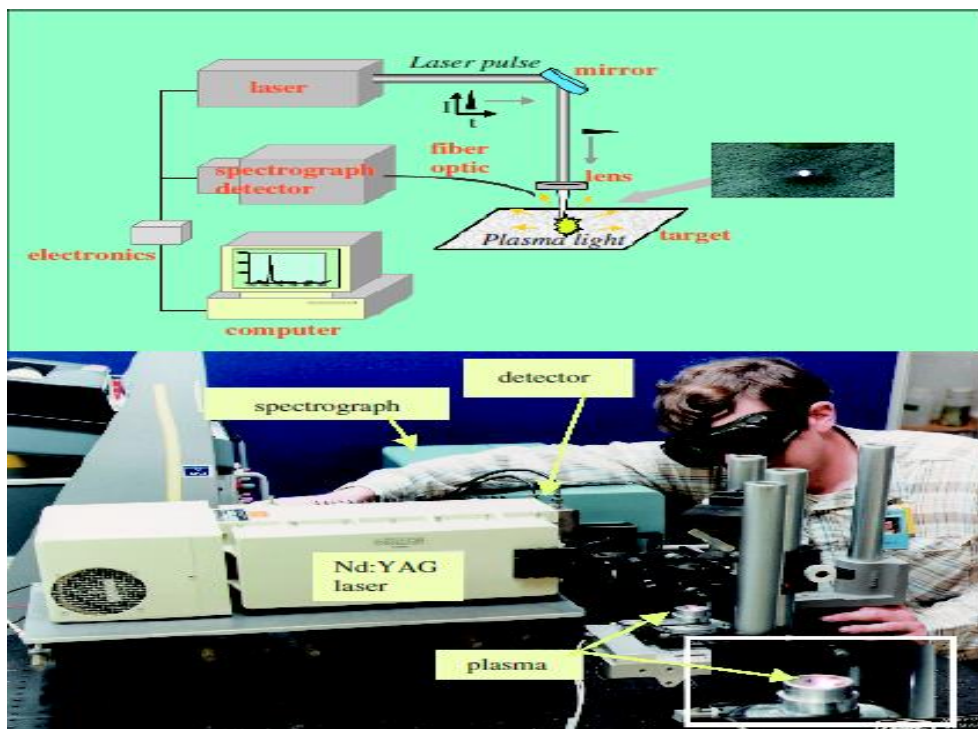 Laser pulse
mirror
laser
I
t
fiber
optic
spectrograph
detector
lens
Plasma light
target
electronics
computer
detector
spectrograph
Nd:YAG
laser
plasma